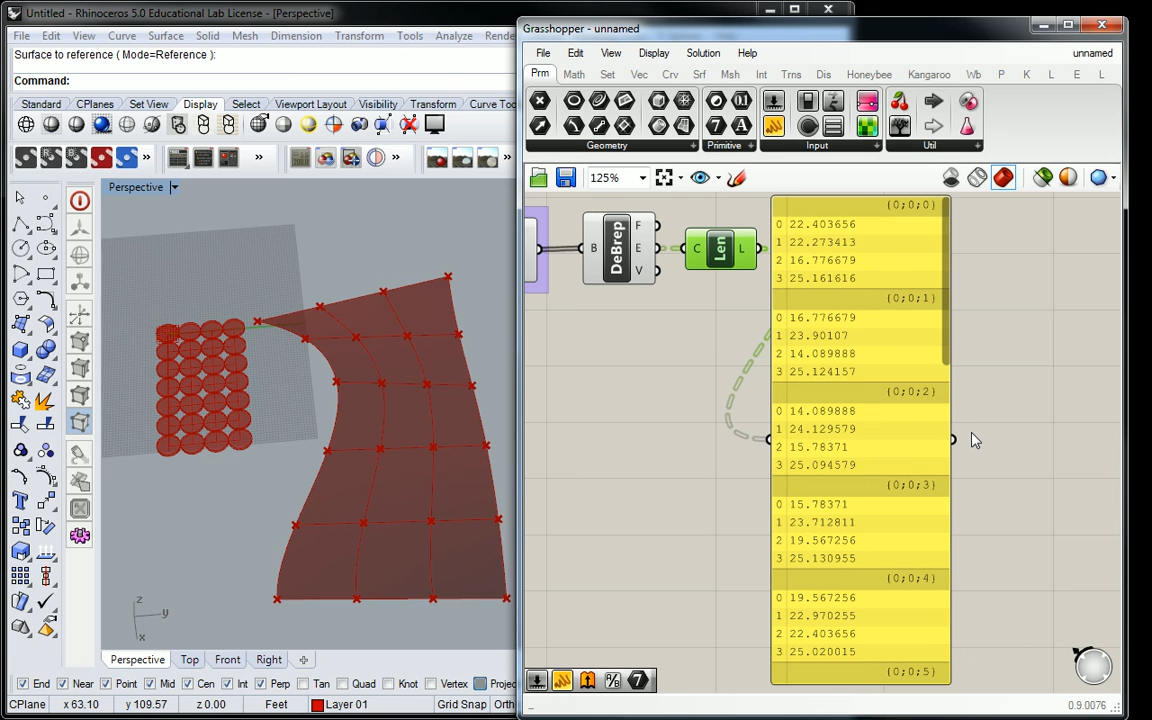 Untitled - Rhinoceros 5.0 Educational Lab License - [Perspective]
File Edit View Curve Surface Solid Mesh Dimension Transform Tools Analyze Rende
Surface to reference ( Mode=Reference ):
Command:
Standard CPlanes Set View Display Select Viewport Layout Visibility Transform Curve Too
Perspective
z
y
x
Perspective Top Front Right
End Near Point Mid Cen Int Perp Tan Quad Knot Vertex Projec
CPlane x 63.10 y 109.57 z 0.00 Feet Layer 01 Grid Snap Orth
Grasshopper - unnamed
File Edit View Display Solution Help unnamed
Prm Math Set Vec Crv Srf Msh Int Trns Dis Honeybee Kangaroo Wb P K L E L
Geometry Primitive Input Util
125%
B DeBrep F E V
C Len L
{0;0;0}
0 22.403656
1 22.273413
2 16.776679
3 25.161616
{0;0;1}
0 16.776679
1 23.90107
2 14.089888
3 25.124157
{0;0;2}
0 14.089888
1 24.129579
2 15.78371
3 25.094579
{0;0;3}
0 15.78371
1 23.712811
2 19.567256
3 25.130955
{0;0;4}
0 19.567256
1 22.970255
2 22.403656
3 25.020015
{0;0;5}
0.9.0076